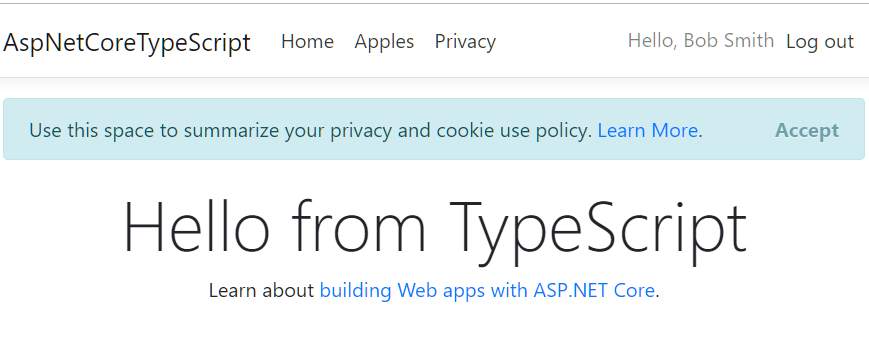 AspNetCoreTypeScript Home Apples Privacy Hello, Bob Smith Log out
Use this space to summarize your privacy and cookie use policy. Learn More. Accept
Hello from TypeScript
Learn about building Web apps with ASP.NET Core.